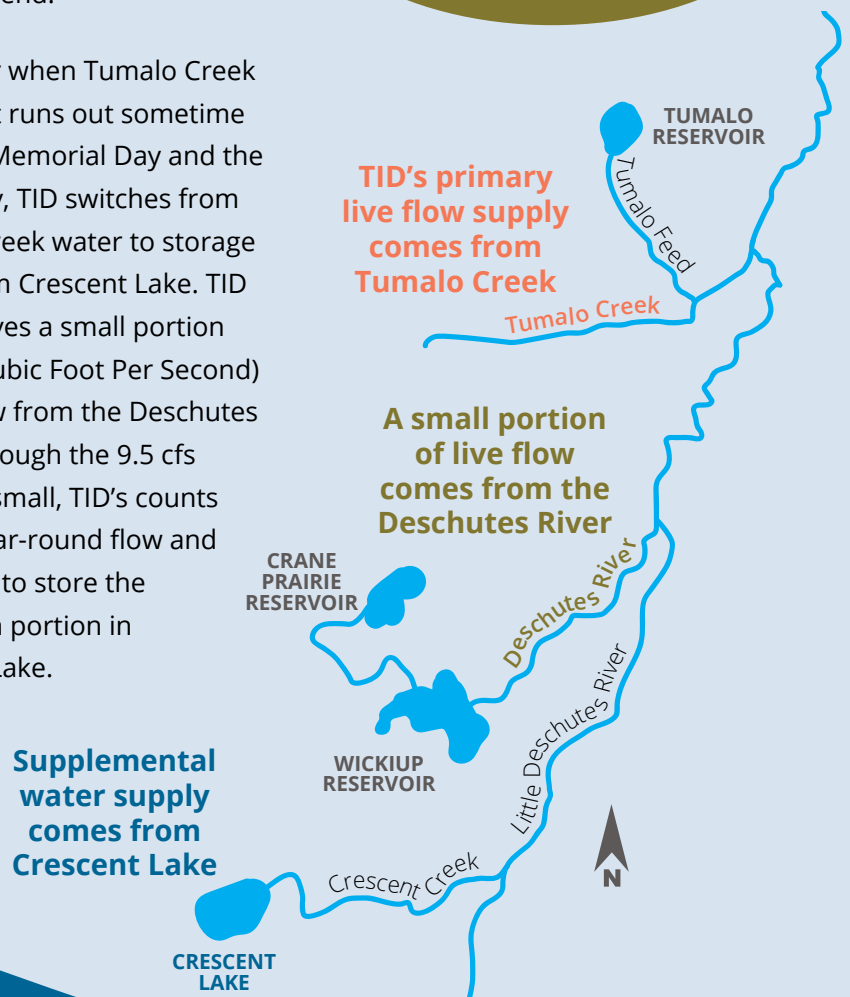 r when Tumalo Creek
t runs out sometime
Memorial Day and the
y, TID switches from
reek water to storage
m Crescent Lake. TID
ves a small portion
ubic Foot Per Second)
w from the Deschutes
ough the 9.5 cfs
small, TID’s counts
ar-round flow and
to store the
portion in
Lake.
TUMALO
RESERVOIR
TID’s primary
live flow supply
comes from
Tumalo Creek
Tumalo Feed
Tumalo Creek
A small portion
of live flow
comes from the
Deschutes River
CRANE
PRAIRIE
RESERVOIR
Deschutes River
WICKIUP
RESERVOIR
Little Deschutes River
Supplemental
water supply
comes from
Crescent Lake
Crescent Creek
CRESCENT
LAKE
N